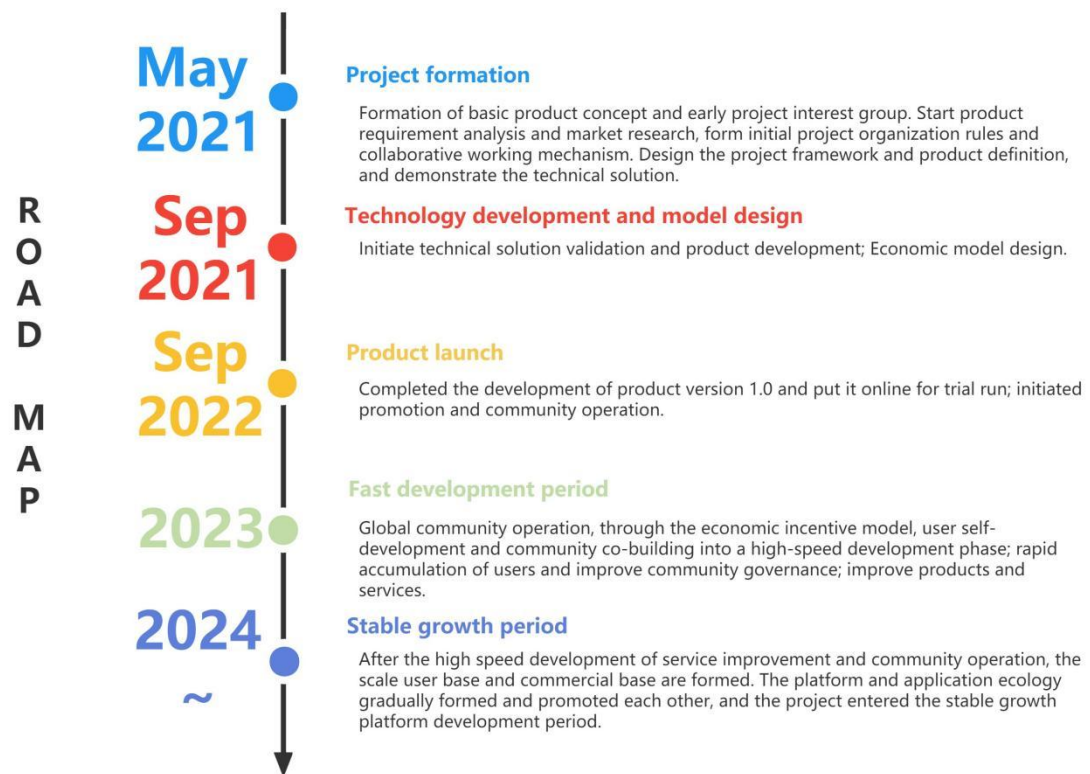 ROAD MAP
May
2021
Project formation
Formation of basic product concept and early project interest group. Start product
requirement analysis and market research, form initial project organization rules and
collaborative working mechanism. Design the project framework and product definition,
and demonstrate the technical solution.
Sep
2021
Technology development and model design
Initiate technical solution validation and product development; Economic model design.
Sep
2022
Product launch
Completed the development of product version 1.0 and put it online for trial run; initiated
promotion and community operation.
2023
Fast development period
Global community operation, through the economic incentive model, user self-
development and community co-building into a high-speed development phase; rapid
accumulation of users and improve community governance; improve products and
services.
2024
~
Stable growth period
After the high speed development of service improvement and community operation, the
scale user base and commercial base are formed. The platform and application ecology
gradually formed and promoted each other, and the project entered the stable growth
platform development period.